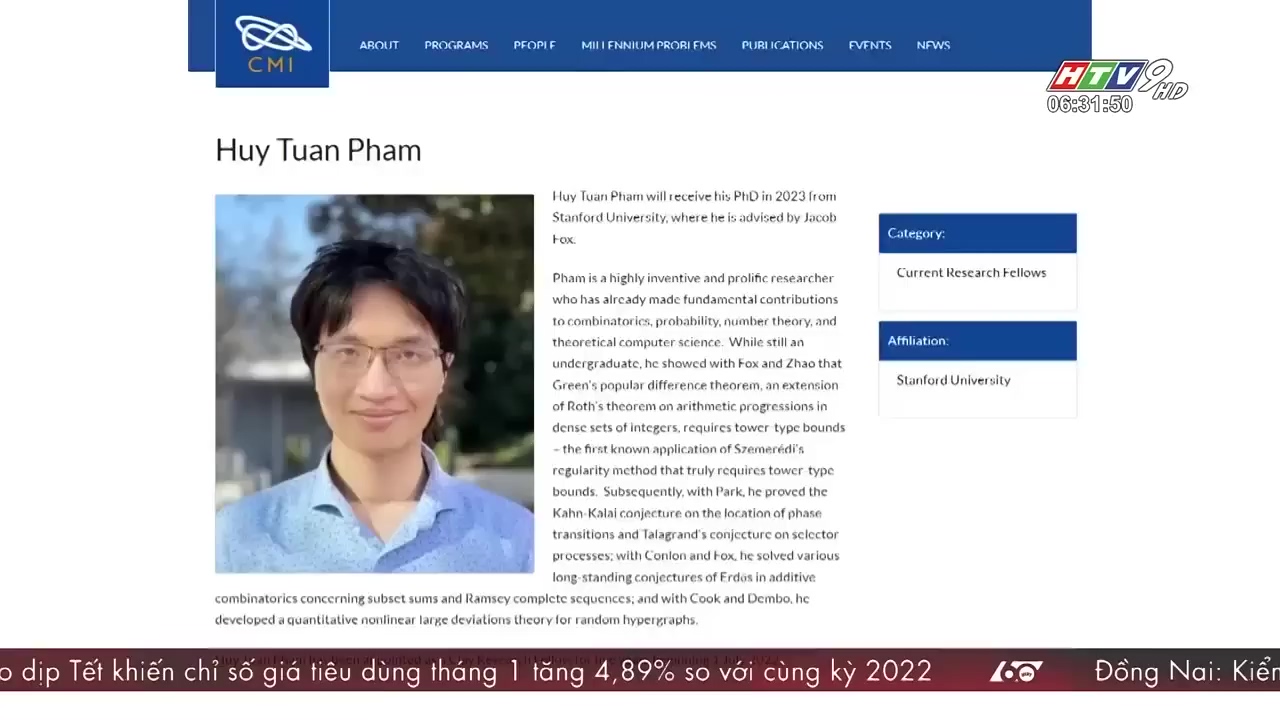 CMI
ABOUT PROGRAMS PEOPLE MILLENNIUM PROBLEMS PUBLICATIONS EVENTS NEWS
HTV9 HD
06:31:50
Huy Tuan Pham
Huy Tuan Pham will receive his PhD in 2023 from
Stanford University, where he is advised by Jacob
Fox.
Pham is a highly inventive and prolific researcher
who has already made fundamental contributions
to combinatorics, probability, number theory, and
theoretical computer science. While still an
undergraduate, he showed with Fox and Zhao that
Green's popular difference theorem, an extension
of Roth's theorem on arithmetic progressions in
dense sets of integers, requires tower-type bounds
– the first known application of Szemerédi's
regularity method that truly requires tower-type
bounds. Subsequently, with Park, he proved the
Kahn-Kalai conjecture on the location of phase
transitions and Talagrand's conjecture on selector
processes; with Conlon and Fox, he solved various
long-standing conjectures of Erdős in additive
combinatorics concerning subset sums and Ramsey complete sequences; and with Cook and Dembo, he
developed a quantitative nonlinear large deviations theory for random hypergraphs.
Category:
Current Research Fellows
Affiliation:
Stanford University
o dịp Tết khiến chỉ số giá tiêu dùng tháng 1 tăng 4,89% so với cùng kỳ 2022
60 giây
Đồng Nai: Kiểm